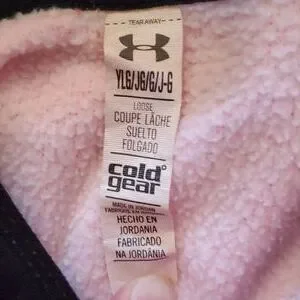 TEAR AWAY
YLG/JG/G/J-G
LOOSE
COUPE LÂCHE
SUELTO
FOLGADO
cold
gear
MADE IN JORDAN
HECHO EN
JORDANIA
FABRICADO
NA JORDÂNIA